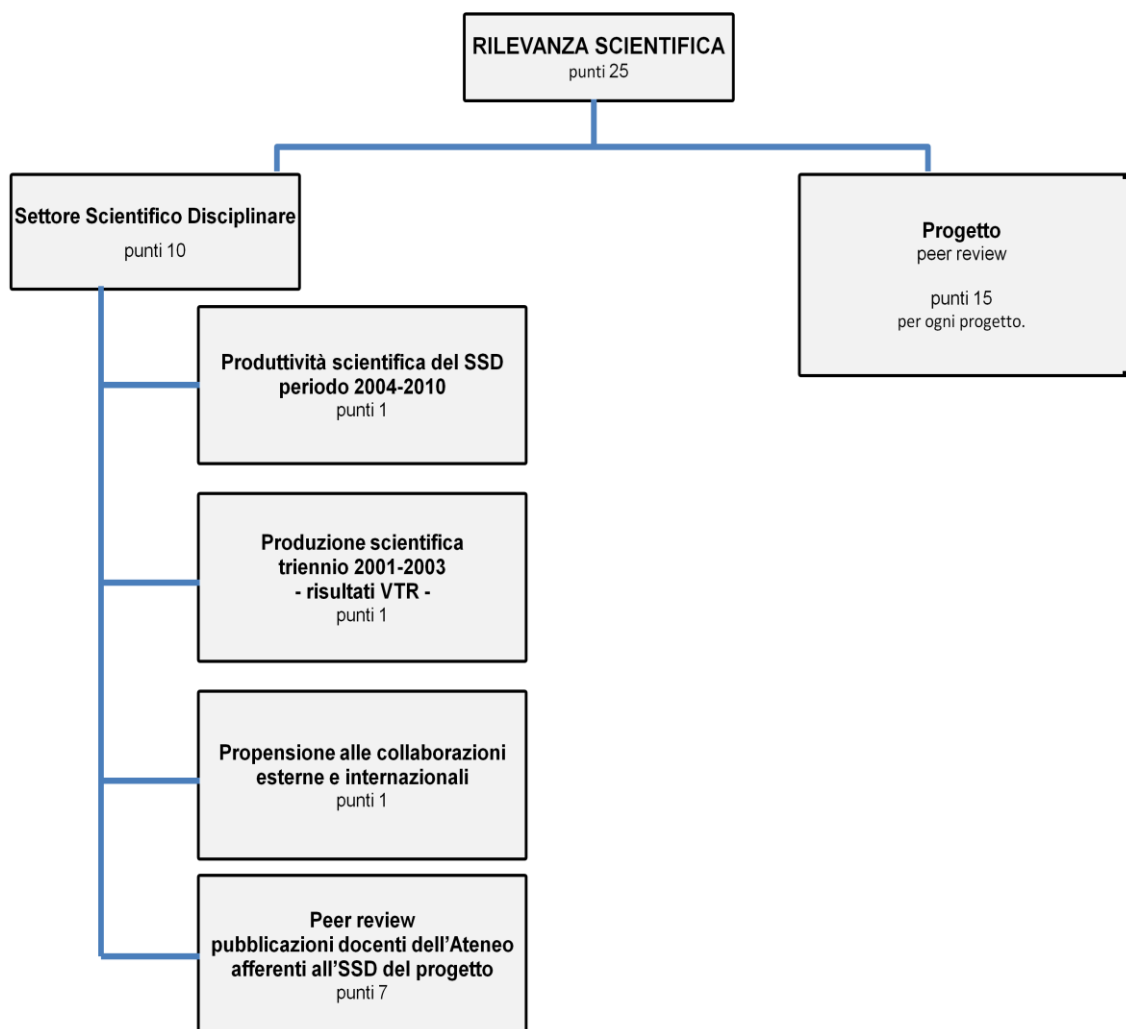 RILEVANZA SCIENTIFICA
punti 25
Settore Scientifico Disciplinare
punti 10
Progetto
peer review
punti 15
per ogni progetto.
Produttività scientifica del SSD
periodo 2004-2010
punti 1
Produzione scientifica
triennio 2001-2003
- risultati VTR -
punti 1
Propensione alle collaborazioni
esterne e internazionali
punti 1
Peer review
pubblicazioni docenti dell'Ateneo
afferenti all'SSD del progetto
punti 7